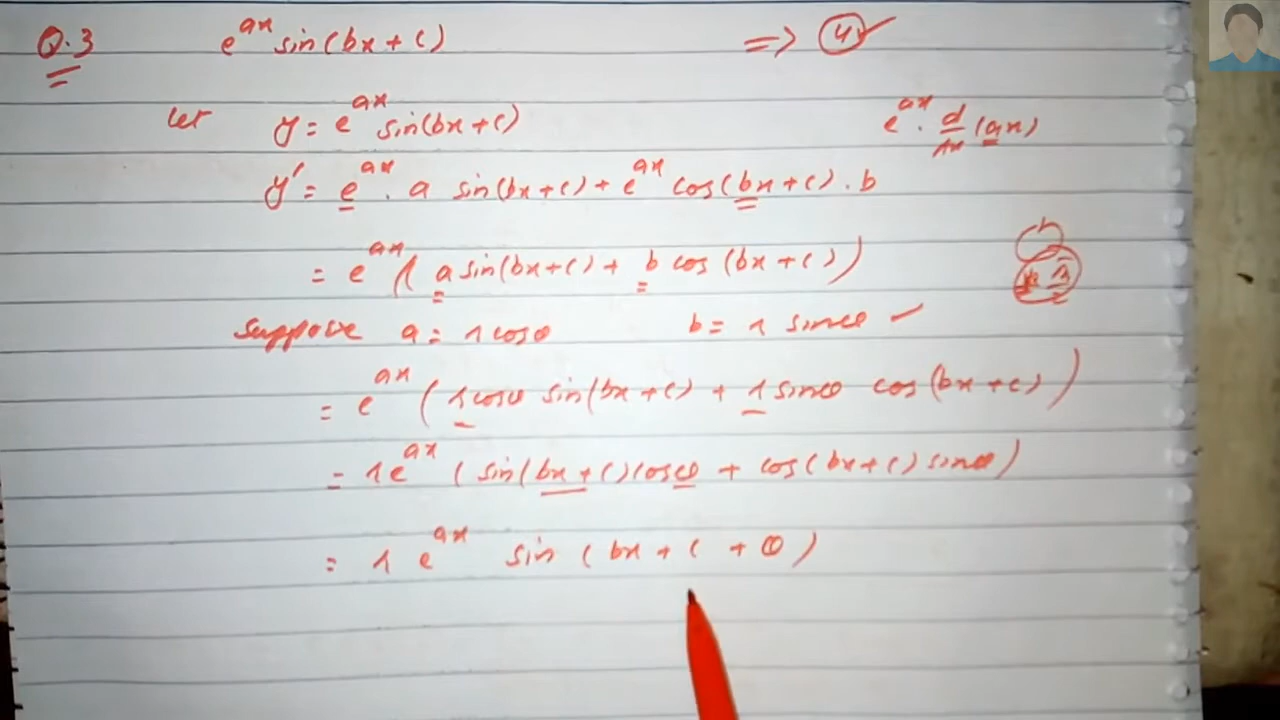 Q.3 e^ax sin(bx+c) => 4
Let y = e^ax sin(bx+c) e^ax . d/dx (ax)
y' = e^ax . a sin(bx+c) + e^ax cos(bx+c) . b
= e^ax ( a sin(bx+c) + b cos (bx+c) )
suppose a = r cosθ b = r sinθ
= e^ax ( r cosθ sin(bx+c) + r sinθ cos(bx+c) )
= r e^ax ( sin(bx+c) cosθ + cos(bx+c) sinθ )
= r e^ax sin ( bx + c + θ )